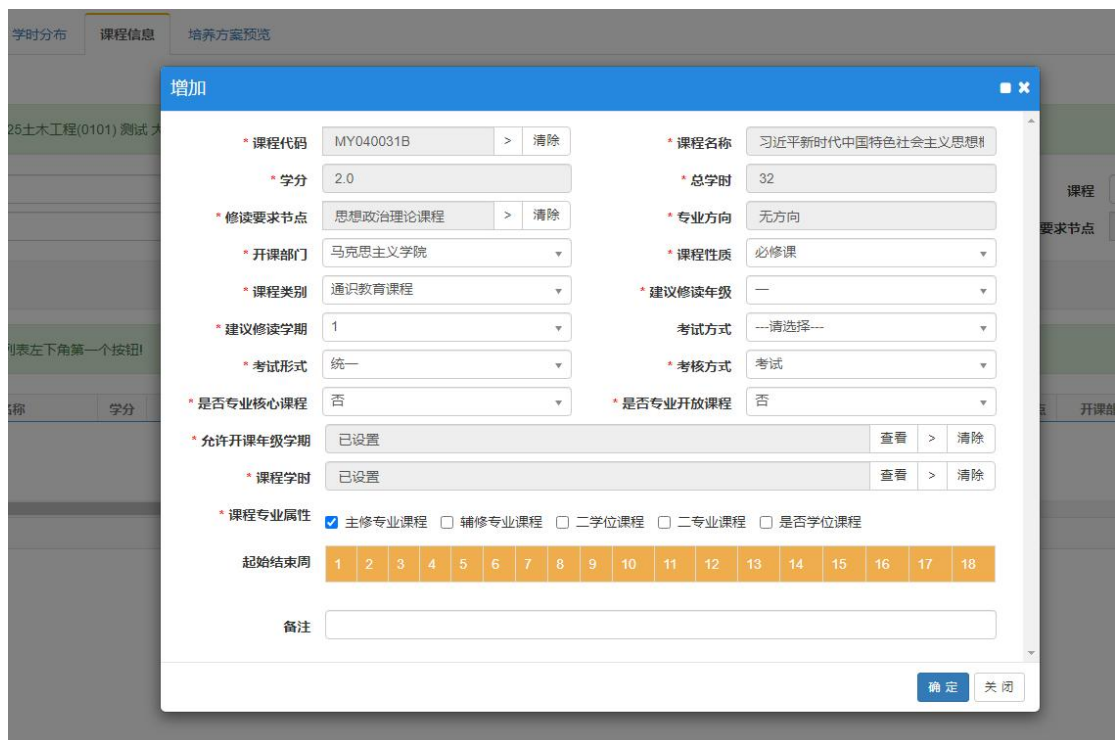 学时分布 课程信息 培养方案预览
增加
25土木工程(0101) 测试 大
* 课程代码 MY040031B > 清除 * 课程名称 习近平新时代中国特色社会主义思想
* 学分 2.0 * 总学时 32
课程
* 修读要求节点 思想政治理论课程 > 清除 * 专业方向 无方向
要求节点
* 开课部门 马克思主义学院 * 课程性质 必修课
* 课程类别 通识教育课程 * 建议修读年级 一
* 建议修读学期 1 考试方式 ---请选择---
列表左下角第一个按钮!
* 考试形式 统一 * 考核方式 考试
* 是否专业核心课程 否 * 是否专业开放课程 否
名称 学分 点 开课部
* 允许开课年级学期 已设置 查看 > 清除
* 课程学时 已设置 查看 > 清除
* 课程专业属性 主修专业课程 辅修专业课程 二学位课程 二专业课程 是否学位课程
起始结束周 1 2 3 4 5 6 7 8 9 10 11 12 13 14 15 16 17 18
备注
确定 关闭